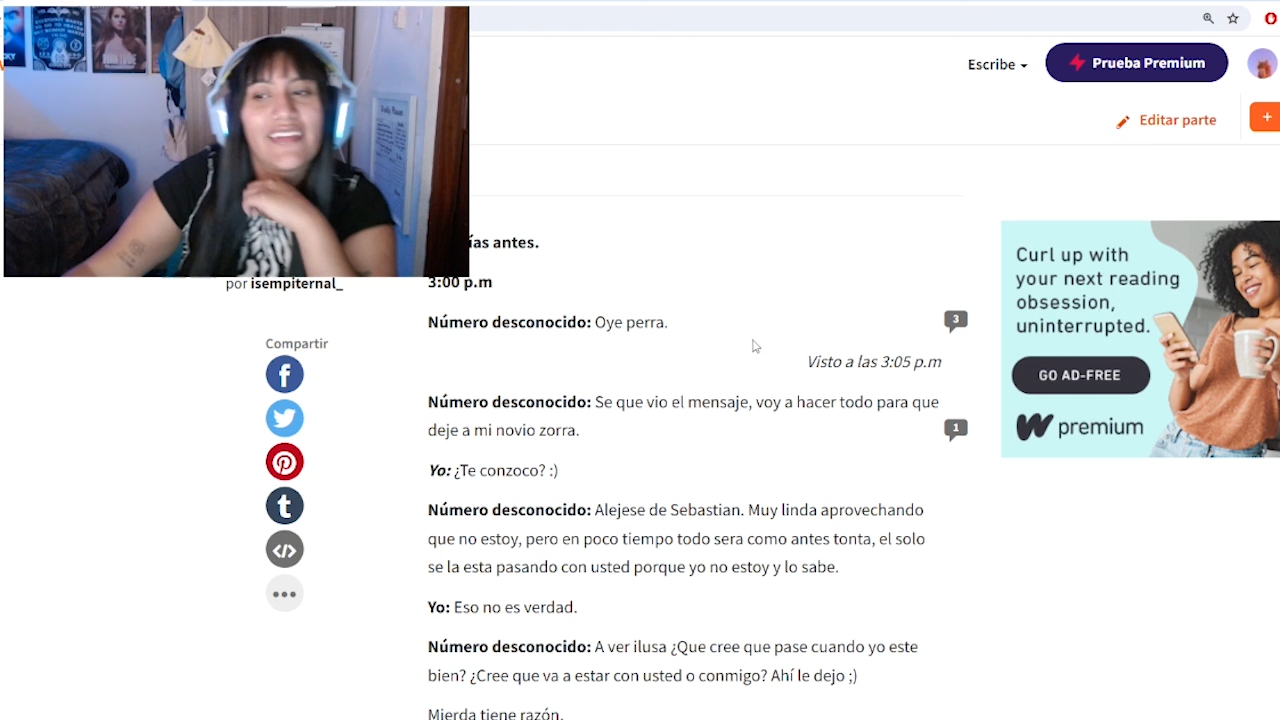 Escribe
Prueba Premium
Editar parte
+
ías antes.
por isempiternal_
3:00 p.m
Número desconocido: Oye perra.
3
Compartir
Visto a las 3:05 p.m
Número desconocido: Se que vio el mensaje, voy a hacer todo para que
deje a mi novio zorra.
1
Yo: ¿Te conzoco? :)
Número desconocido: Alejese de Sebastian. Muy linda aprovechando
que no estoy, pero en poco tiempo todo sera como antes tonta, el solo
se la esta pasando con usted porque yo no estoy y lo sabe.
Yo: Eso no es verdad.
Número desconocido: A ver ilusa ¿Que cree que pase cuando yo este
bien? ¿Cree que va a estar con usted o conmigo? Ahí le dejo ;)
Mierda tiene razón.
Curl up with
your next reading
obsession,
uninterrupted.
GO AD-FREE
premium